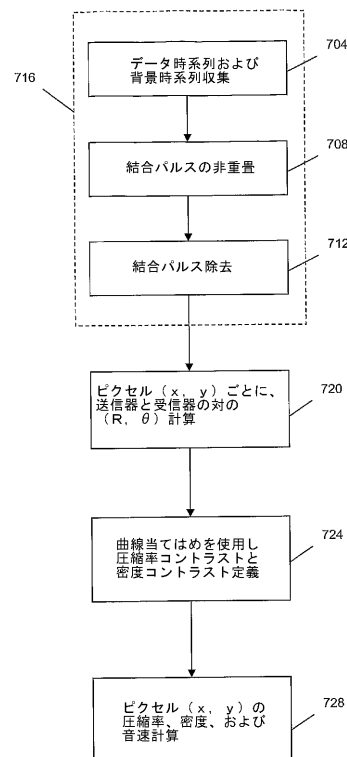 716
データ時系列および
背景時系列収集
704
結合パルスの非重畳
708
結合パルス除去
712
ピクセル（x，y）ごとに、
送信器と受信器の対の
（R，θ）計算
720
曲線当てはめを使用し
圧縮率コントラストと
密度コントラスト定義
724
ピクセル（x，y）の
圧縮率、密度、および
音速計算
728